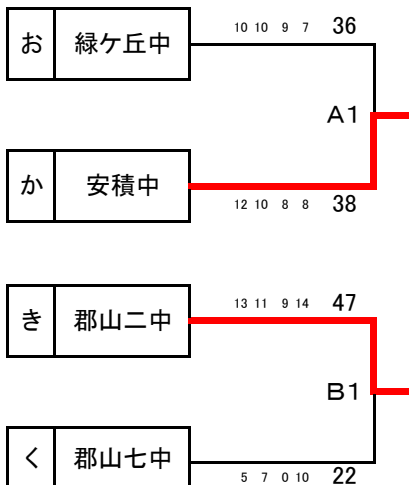 お 緑ケ丘中 10 10 9 7 36
A1
か 安積中 12 10 8 8 38
き 郡山二中 13 11 9 14 47
B1
く 郡山七中 5 7 0 10 22